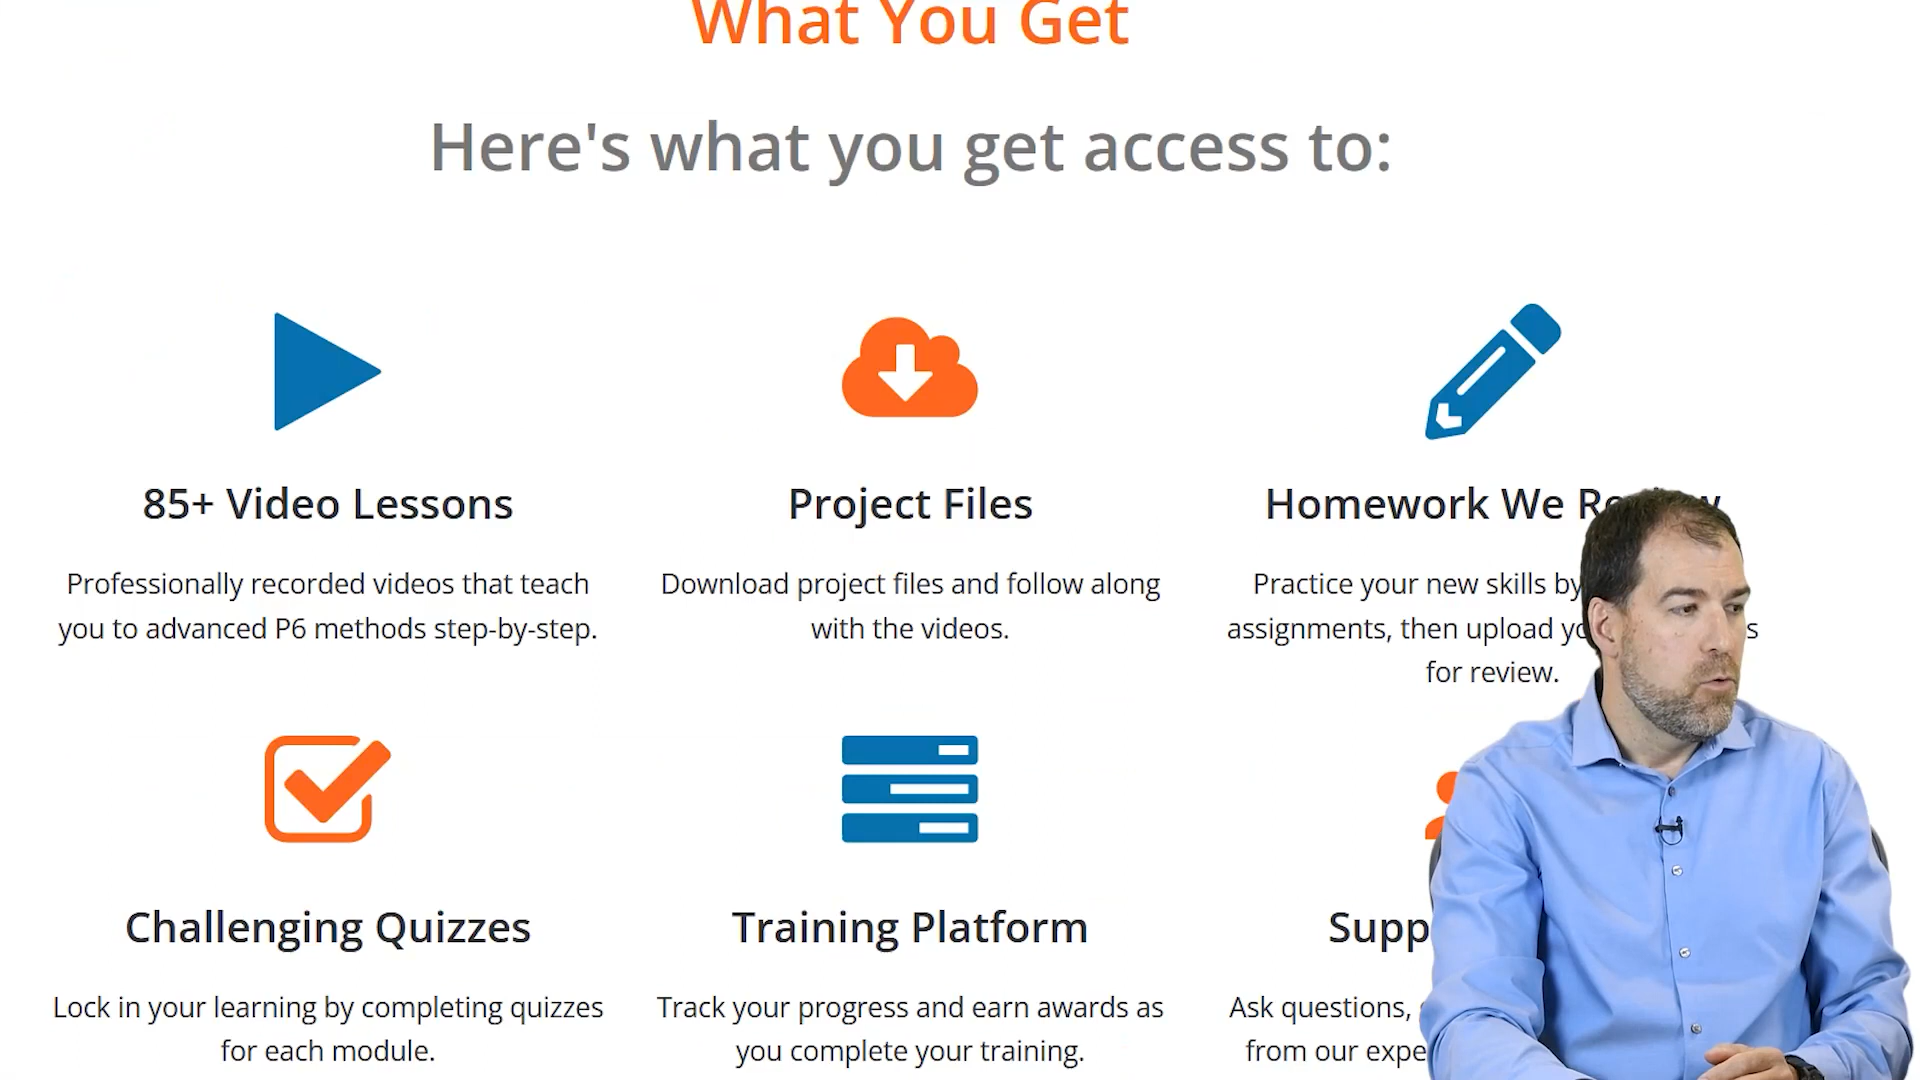 What You Get
Here's what you get access to:
85+ Video Lessons
Professionally recorded videos that teach
you to advanced P6 methods step-by-step.
Project Files
Download project files and follow along
with the videos.
Homework We
Practice your new skills by
assignments, then upload
for review.
Challenging Quizzes
Lock in your learning by completing quizzes
for each module.
Training Platform
Track your progress and earn awards as
you complete your training.
Ask questions,
from our